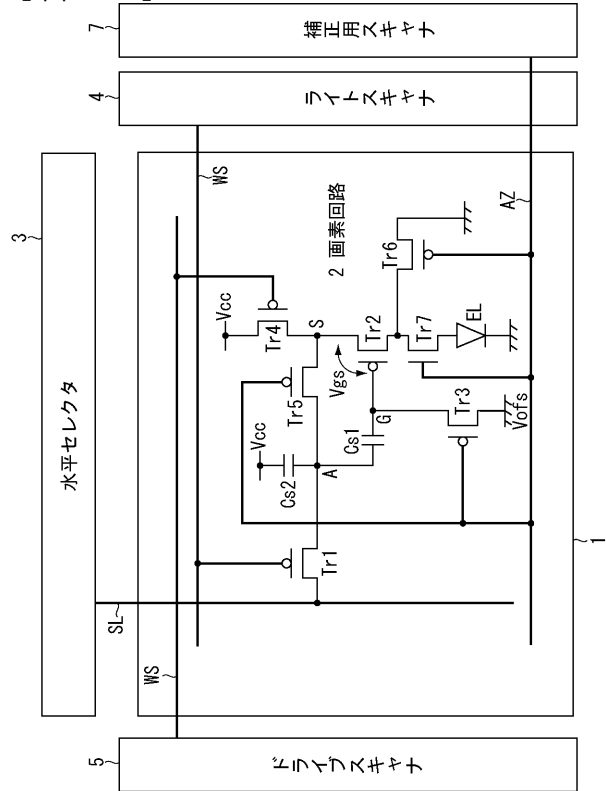 7
補正用スキャナ
4
ライトスキャナ
3
水平セレクタ
WS
2 画素回路
AZ
Vcc
Tr4
S
Tr6
Tr2
Tr7
EL
Vgs
Tr5
Vcc
Cs2
A
Cs1
G
Tr3
Vofs
Tr1
SL
WS
1
5
ドライブスキャナ